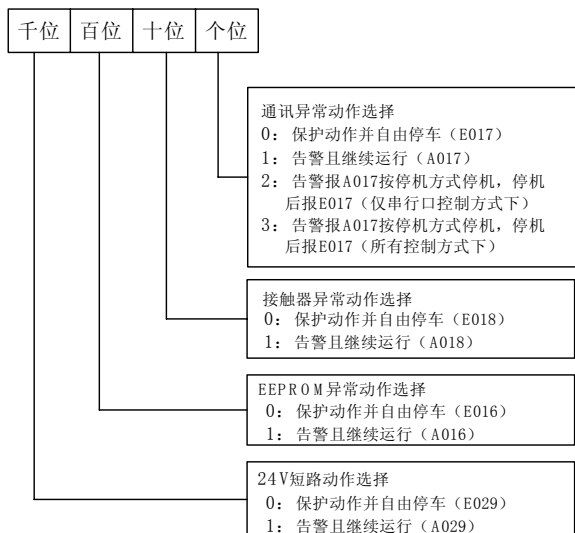 千位 百位 十位 个位
通讯异常动作选择
0：保护动作并自由停车（E017）
1：告警且继续运行（A017）
2：告警报A017按停机方式停机，停机
后报E017（仅串行口控制方式下）
3：告警报A017按停机方式停机，停机
后报E017（所有控制方式下）
接触器异常动作选择
0：保护动作并自由停车（E018）
1：告警且继续运行（A018）
EEPROM异常动作选择
0：保护动作并自由停车（E016）
1：告警且继续运行（A016）
24V短路动作选择
0：保护动作并自由停车（E029）
1：告警且继续运行（A029）